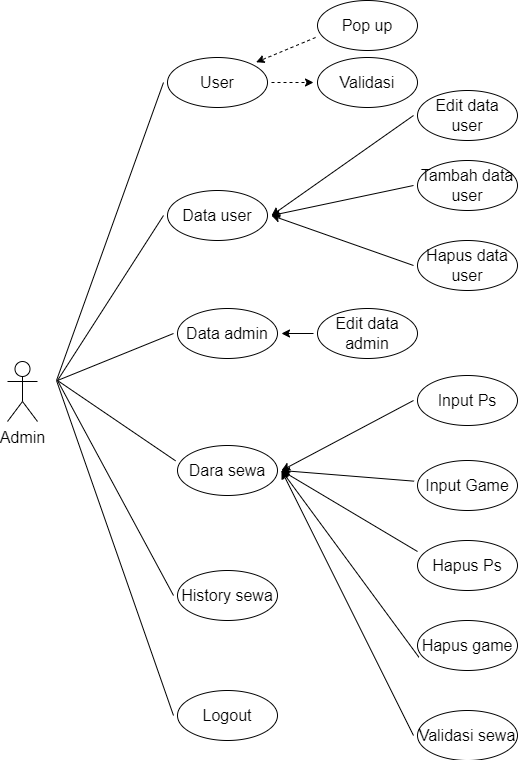 Pop up
User
Validasi
Edit data
user
Tambah data
user
Data user
Hapus data
user
Data admin
Edit data
admin
Admin
Input Ps
Dara sewa
Input Game
Hapus Ps
History sewa
Hapus game
Logout
Validasi sewa